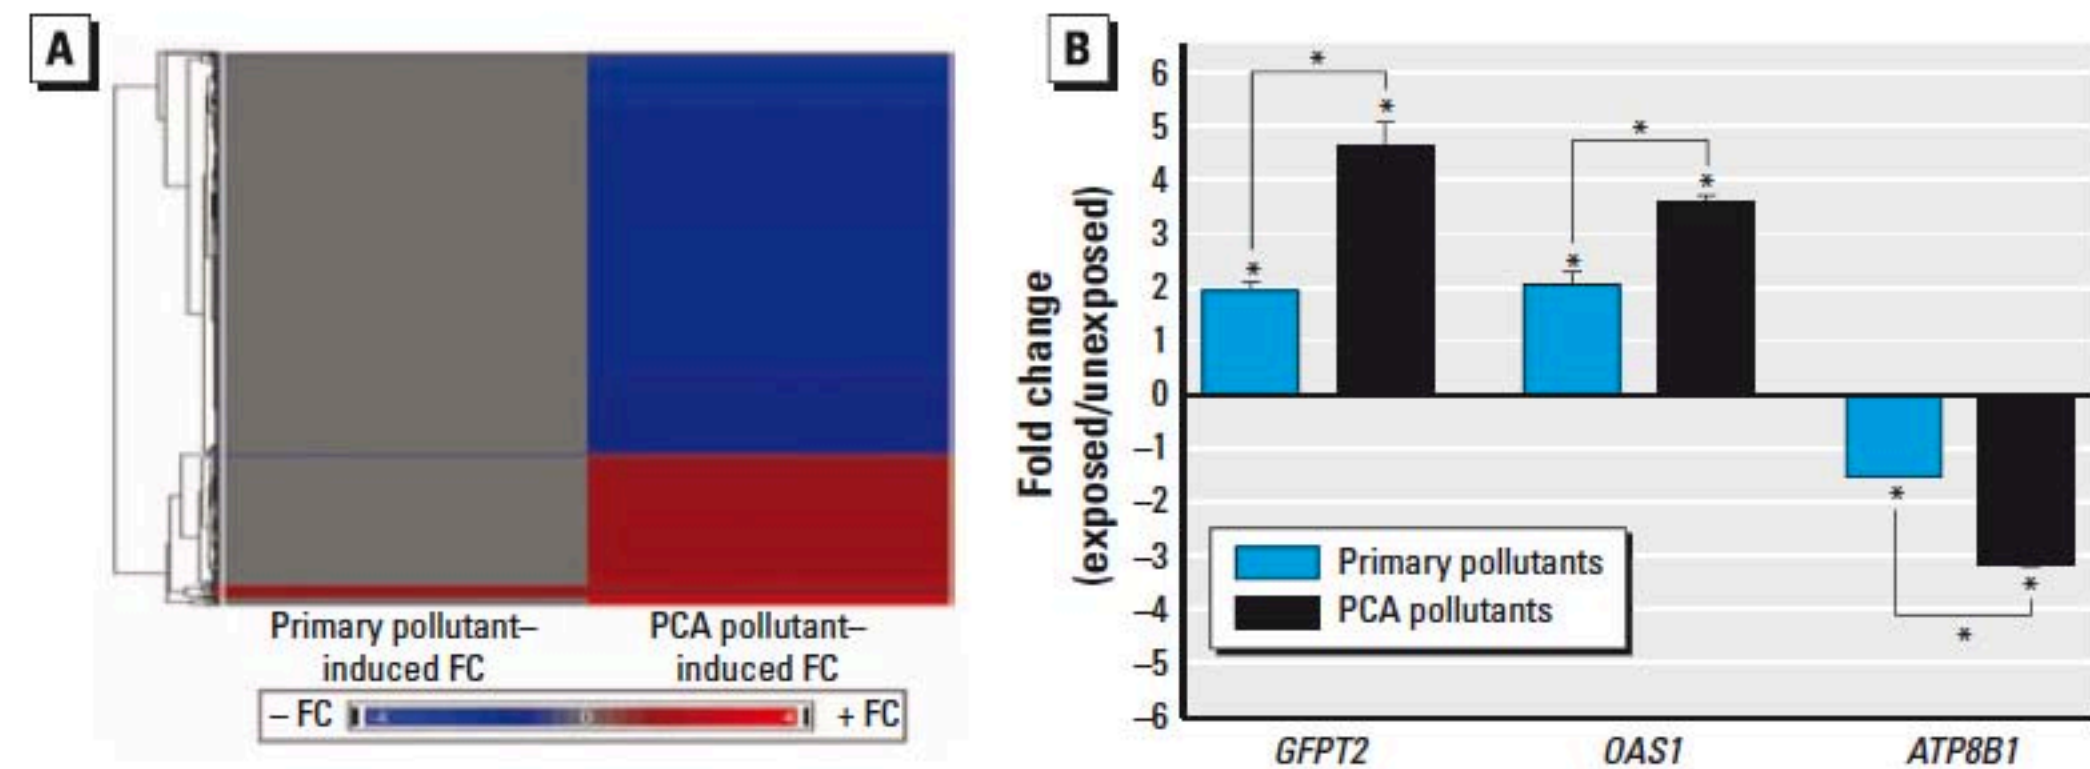 A
Primary pollutant–
induced FC
PCA pollutant–
induced FC
– FC
+ FC
B
Fold change
(exposed/unexposed)
6
5
4
3
2
1
0
–1
–2
–3
–4
–5
–6
*
*
*
*
*
*
*
*
*
Primary pollutants
PCA pollutants
GFPT2
OAS1
ATP8B1